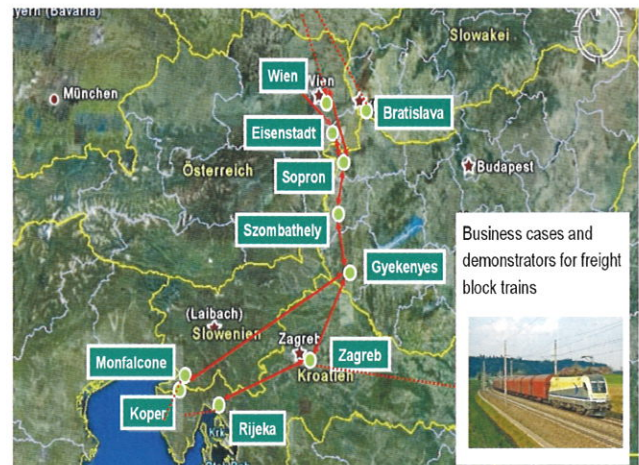 yern (Bavaria)
Slowakei
N
Wien
Wien
München
Bratislava
Eisenstadt
Österreich
Sopron
Budapest
Szombathely
Business cases and
demonstrators for freight
block trains
Gyekenyes
(Laibach)
Slowenien
Zagreb
Monfalcone
Zagreb
Kroatien
Koper
Rijeka
Krk